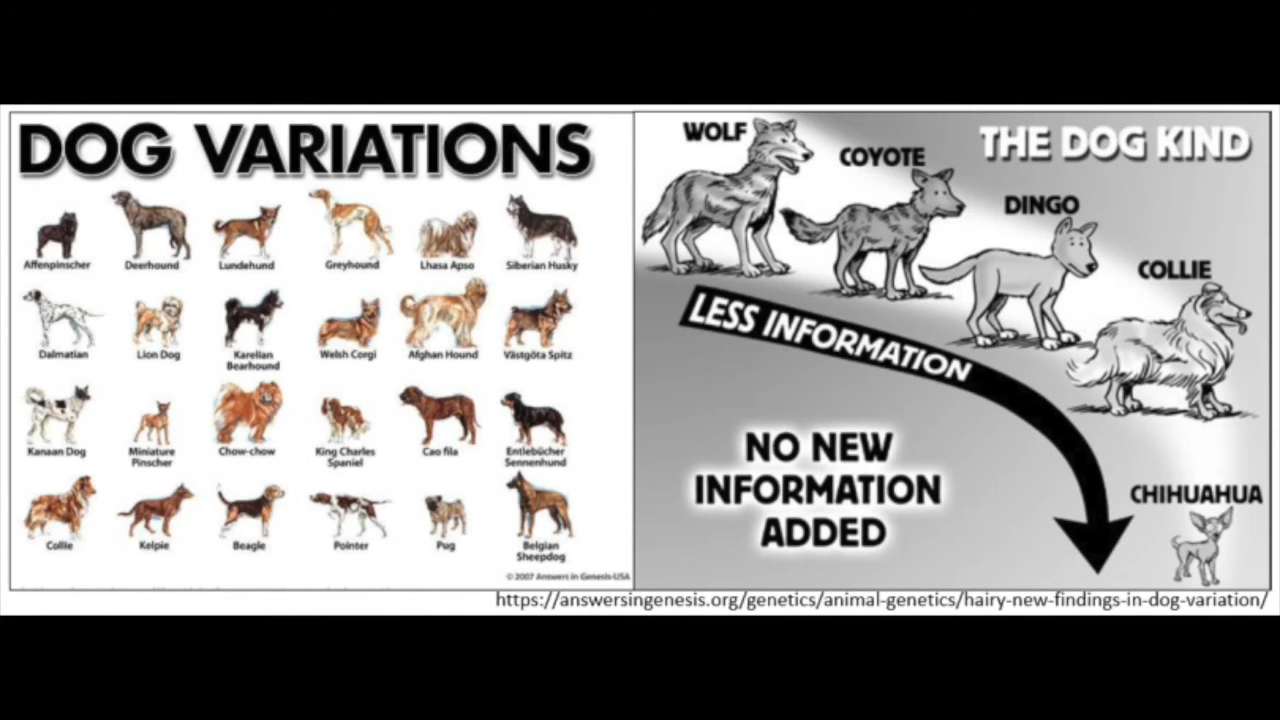 DOG VARIATIONS
Affenpinscher
Deerhound
Lundehund
Greyhound
Lhasa Apso
Siberian Husky
Dalmatian
Lion Dog
Karelian
Bearhound
Welsh Corgi
Afghan Hound
Västgöta Spitz
Kanaan Dog
Miniature
Pinscher
Chow-chow
King Charles
Spaniel
Cao fila
Entlebücher
Sennenhund
Collie
Kelpie
Beagle
Pointer
Pug
Belgian
Sheepdog
© 2007 Answers in Genesis-USA
THE DOG KIND
WOLF
COYOTE
DINGO
COLLIE
CHIHUAHUA
LESS INFORMATION
NO NEW
INFORMATION
ADDED
https://answersingenesis.org/genetics/animal-genetics/hairy-new-findings-in-dog-variation/